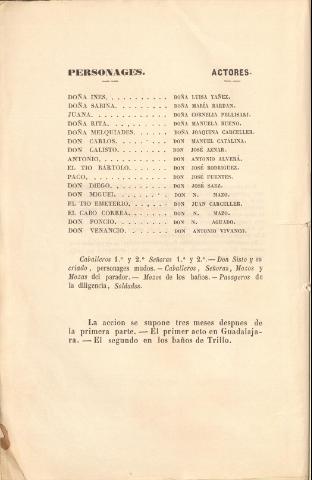 PERSONAGES. ACTORES.
DOÑA INES, . . . . . . . . . . DOÑA LUISA YAÑEZ.
DOÑA SABINA. . . . . . . . . . DOÑA MARÍA BARDAN.
JUANA. . . . . . . . . . . . . DOÑA CORNELIA PELLISARI.
DOÑA RITA. . . . . . . . . . . DOÑA MANUELA BUENO.
DOÑA MELQUIADES. . . . . . . . DOÑA JOAQUINA CARCELLER.
DON CARLOS. . . . . . . . . . DON MANUEL CATALINA.
DON CALISTO. . . . . . . . . . DON JOSÉ AZNAR.
ANTONIO, . . . . . . . . . . . DON ANTONIO ALVERÁ.
EL TIO BARTOLO. . . . . . . . DON JOSÉ RODRIGUEZ.
PACO, . . . . . . . . . . . . DON JOSÉ FUENTES.
DON DIEGO. . . . . . . . . . . DON JOSÉ SAEZ.
DON MIGUEL . . . . . . . . . . DON N. MAZO.
EL TIO EMETERIO, . . . . . . . DON JUAN CARCELLER.
EL CABO CORREA, . . . . . . . DON N. MAZO.
DON PONCIO, . . . . . . . . . DON N. AGUADO.
DON VENANCIO, . . . . . . . . DON ANTONIO VIVANCO.
Caballeros 1.º y 2.º Señoras 1.ª y 2.ª—Don Sisto y su
criado, personages mudos.—Caballeros, Señoras, Mozos y
Mozas del parador.—Mozos de los baños.—Pasageros de
la diligencia, Soldados.
La accion se supone tres meses despues de
la primera parte.—El primer acto en Guadalaja-
ra.—El segundo en los baños de Trillo.